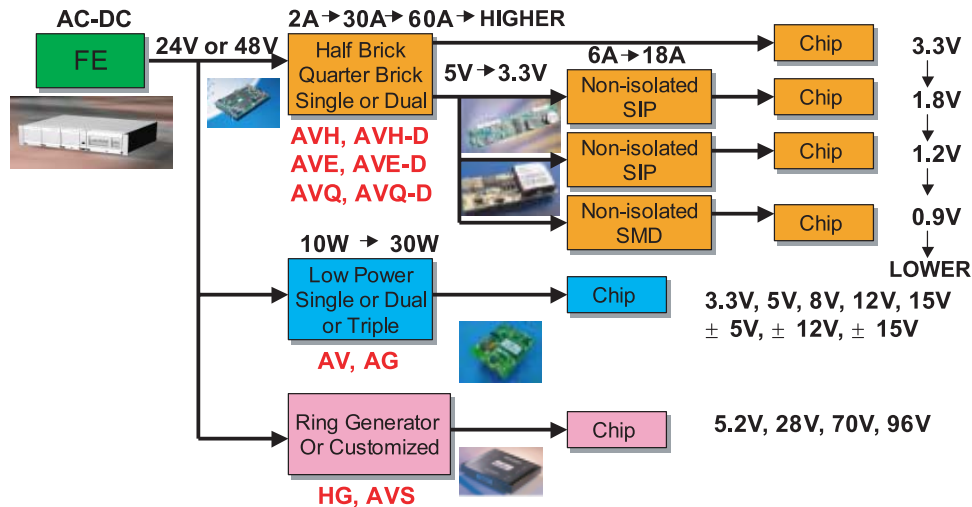 AC-DC
FE
24V or 48V
2A → 30A → 60A → HIGHER
Half Brick
Quarter Brick
Single or Dual
AVH, AVH-D
AVE, AVE-D
AVQ, AVQ-D
5V → 3.3V
6A → 18A
Non-isolated
SIP
Non-isolated
SIP
Non-isolated
SMD
Chip
Chip
Chip
Chip
3.3V
1.8V
1.2V
0.9V
LOWER
10W → 30W
Low Power
Single or Dual
or Triple
AV, AG
Chip
3.3V, 5V, 8V, 12V, 15V
± 5V, ± 12V, ± 15V
Ring Generator
Or Customized
HG, AVS
Chip
5.2V, 28V, 70V, 96V